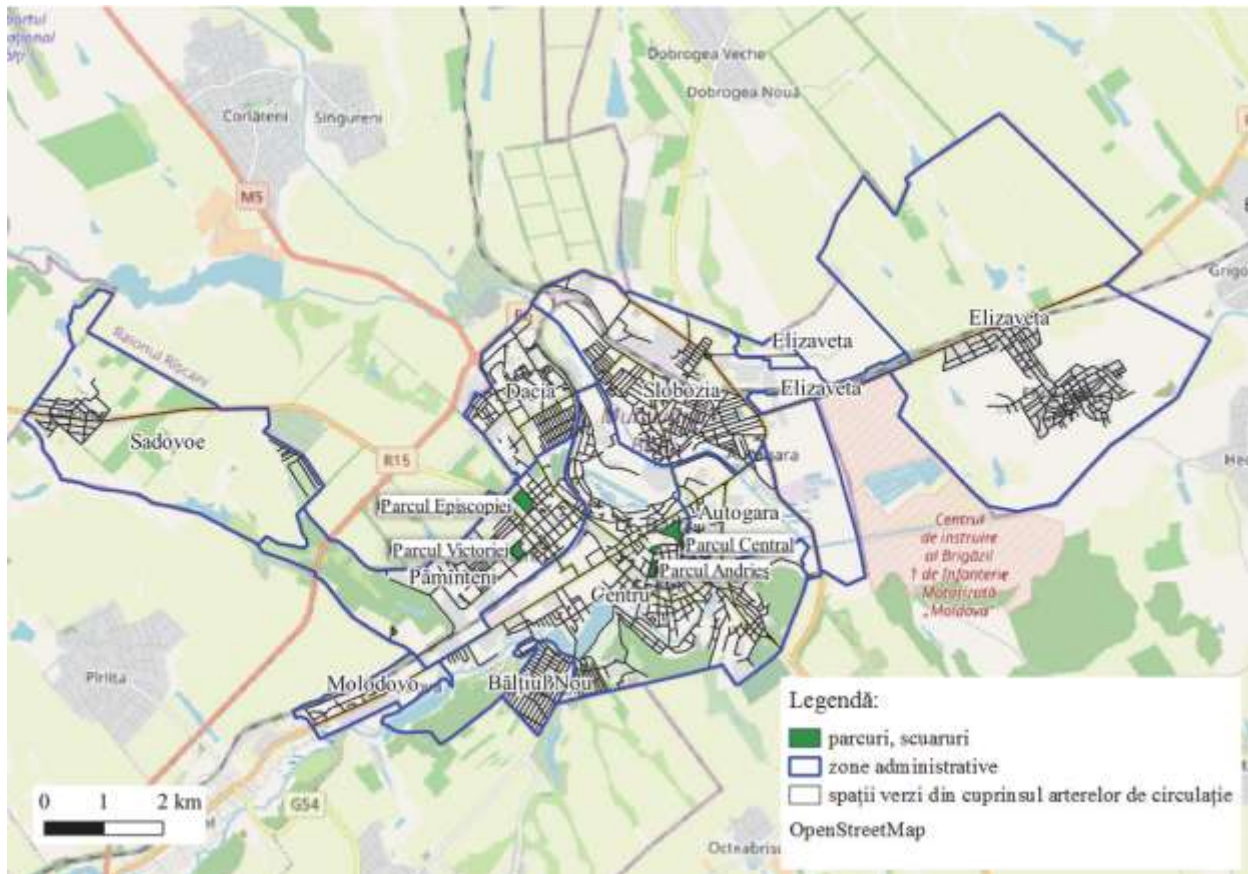 Dobrogea Veche
Dobrogea Nouă
Corlăteni
Singureni
M5
Elizaveta
Elizaveta
Elizaveta
Raionul Rîșcani
Dacia
Slobozia
Sadovoe
R15
Parcul Episcopiei
Autogara
Parcul Central
Parcul Victoriei
Parcul Andrieș
Pămînteni
Centru
Centrul
de instruire
al Brigăzii
1 de Infanterie
Motorizată
„Moldova”
Pîrlița
Molodovo
Bălțiul Nou
G54
Legendă:
parcuri, scuaruri
zone administrative
spații verzi din cuprinsul arterelor de circulație
OpenStreetMap
0 1 2 km